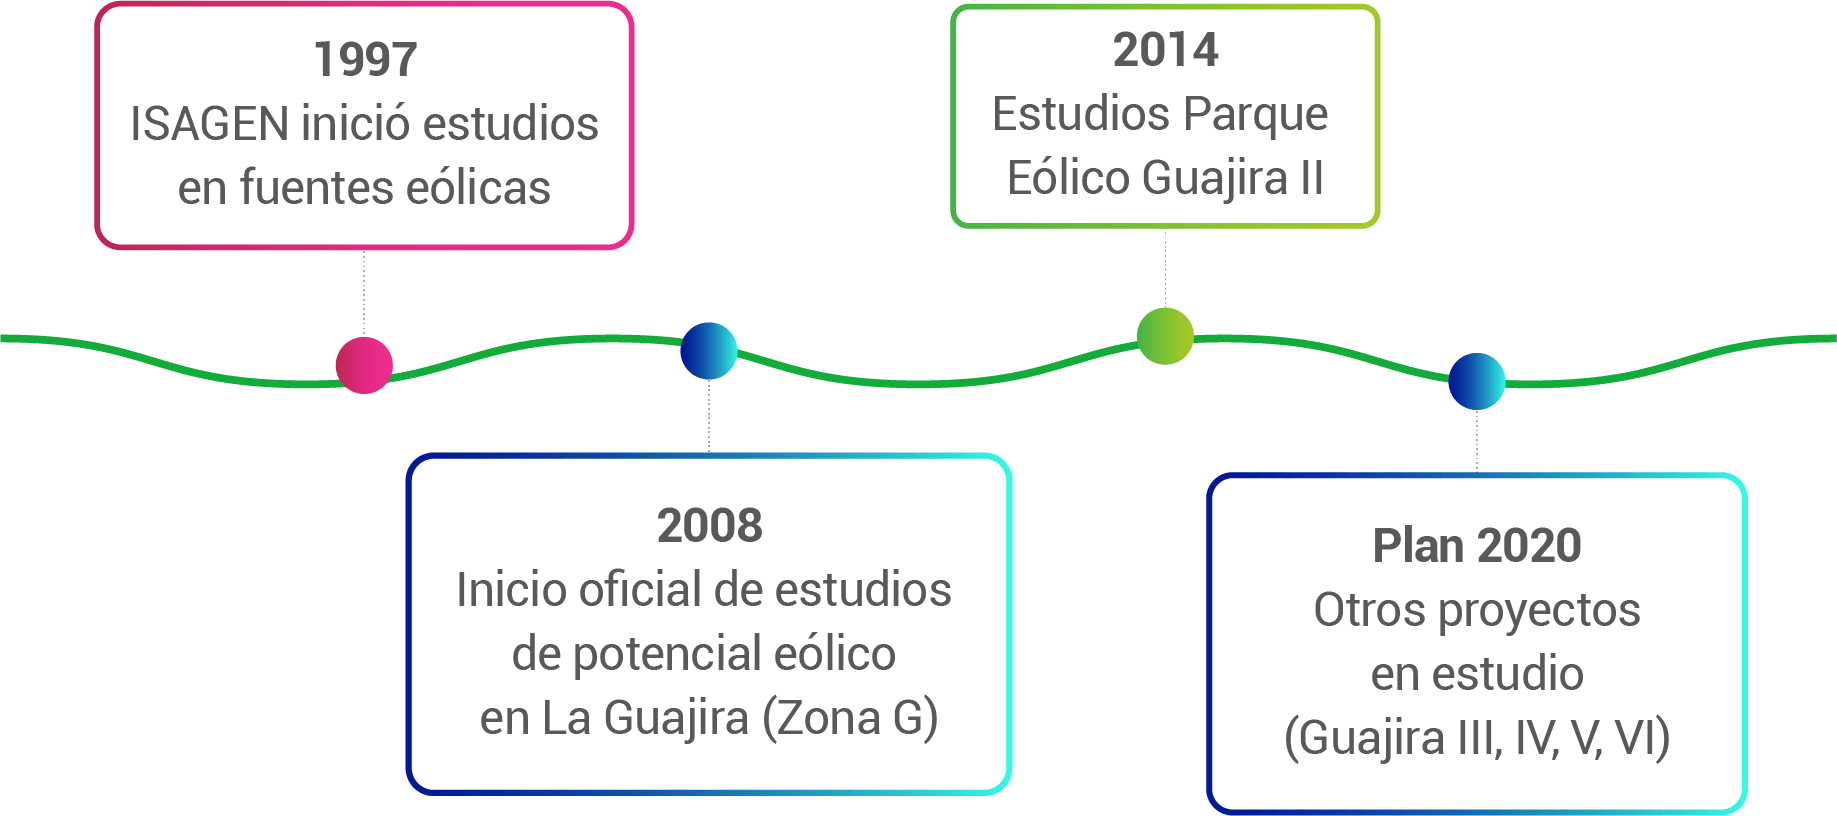 1997
ISAGEN inició estudios
en fuentes eólicas
2008
Inicio oficial de estudios
de potencial eólico
en La Guajira (Zona G)
2014
Estudios Parque
Eólico Guajira II
Plan 2020
Otros proyectos
en estudio
(Guajira III, IV, V, VI)